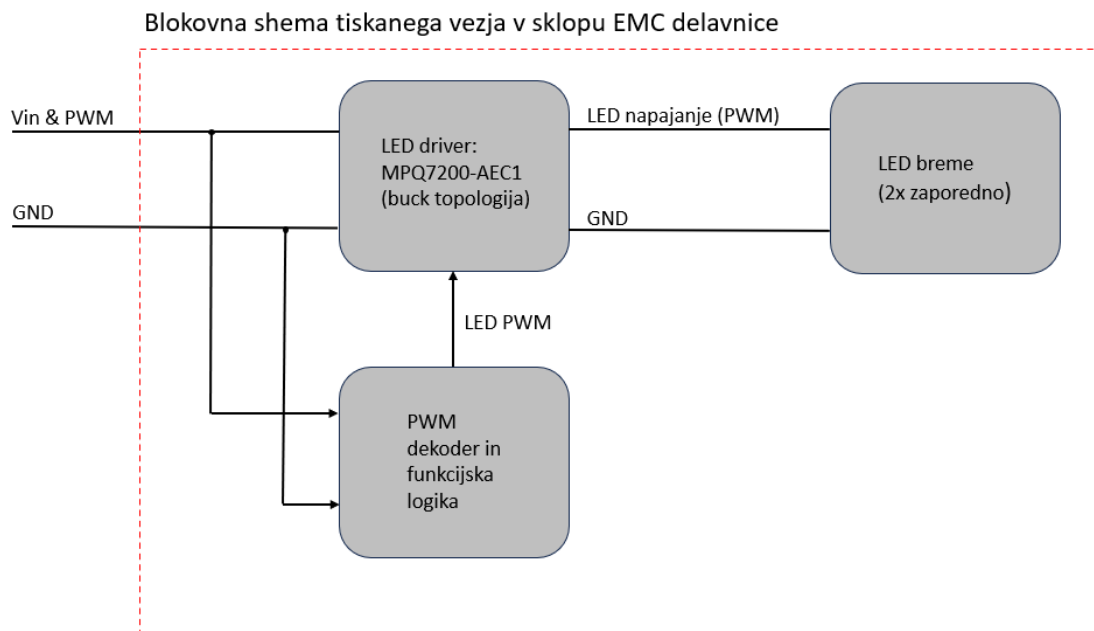 Blokovna shema tiskanega vezja v sklopu EMC delavnice
Vin & PWM
GND
LED driver:
MPQ7200-AEC1
(buck topologija)
LED napajanje (PWM)
GND
LED breme
(2x zaporedno)
LED PWM
PWM
dekoder in
funkcijska
logika